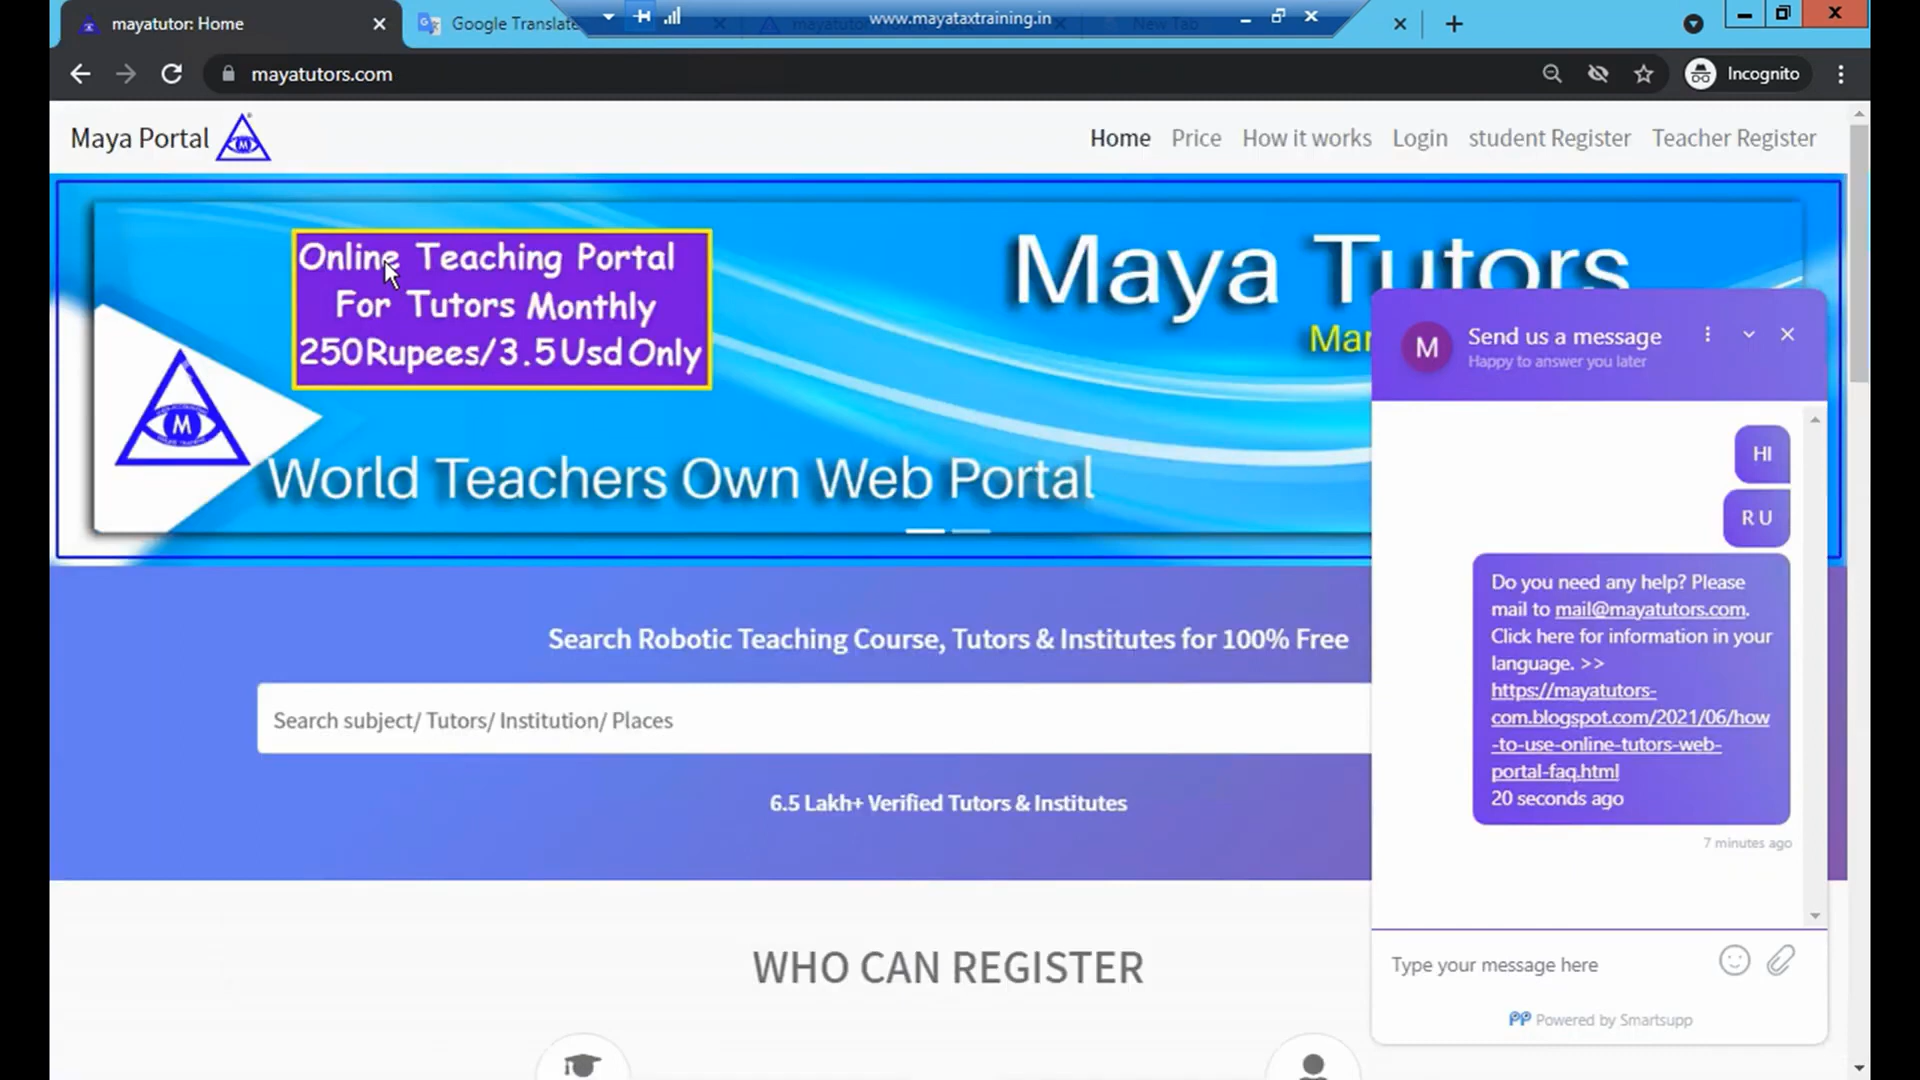 mayatutor: Home
Google Translate
www.mayataxtraining.in
New Tab
mayatutors.com
Incognito
Maya Portal
Home
Price
How it works
Login
student Register
Teacher Register
Online Teaching Portal
For Tutors Monthly
250Rupees/3.5Usd Only
Maya Tutors
Mar
M
World Teachers Own Web Portal
Search Robotic Teaching Course, Tutors & Institutes for 100% Free
Search subject/ Tutors/ Institution/ Places
6.5 Lakh+ Verified Tutors & Institutes
WHO CAN REGISTER
M
Send us a message
Happy to answer you later
HI
R U
Do you need any help? Please
mail to mail@mayatutors.com.
Click here for information in your
language. >>
https://mayatutors-
com.blogspot.com/2021/06/how
-to-use-online-tutors-web-
portal-faq.html
20 seconds ago
7 minutes ago
Type your message here
Powered by Smartsupp